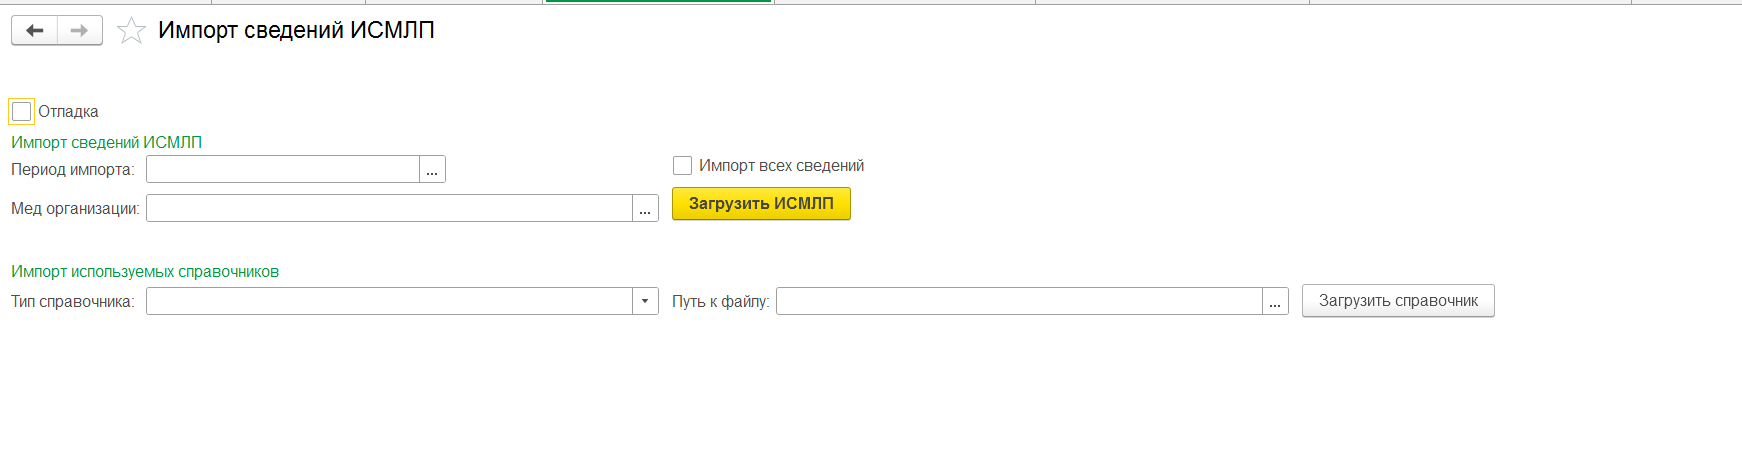 Импорт сведений ИСМЛП
Отладка
Импорт сведений ИСМЛП
Период импорта: ... Импорт всех сведений
Мед организации: ... Загрузить ИСМЛП
Импорт используемых справочников
Тип справочника: Путь к файлу: ... Загрузить справочник